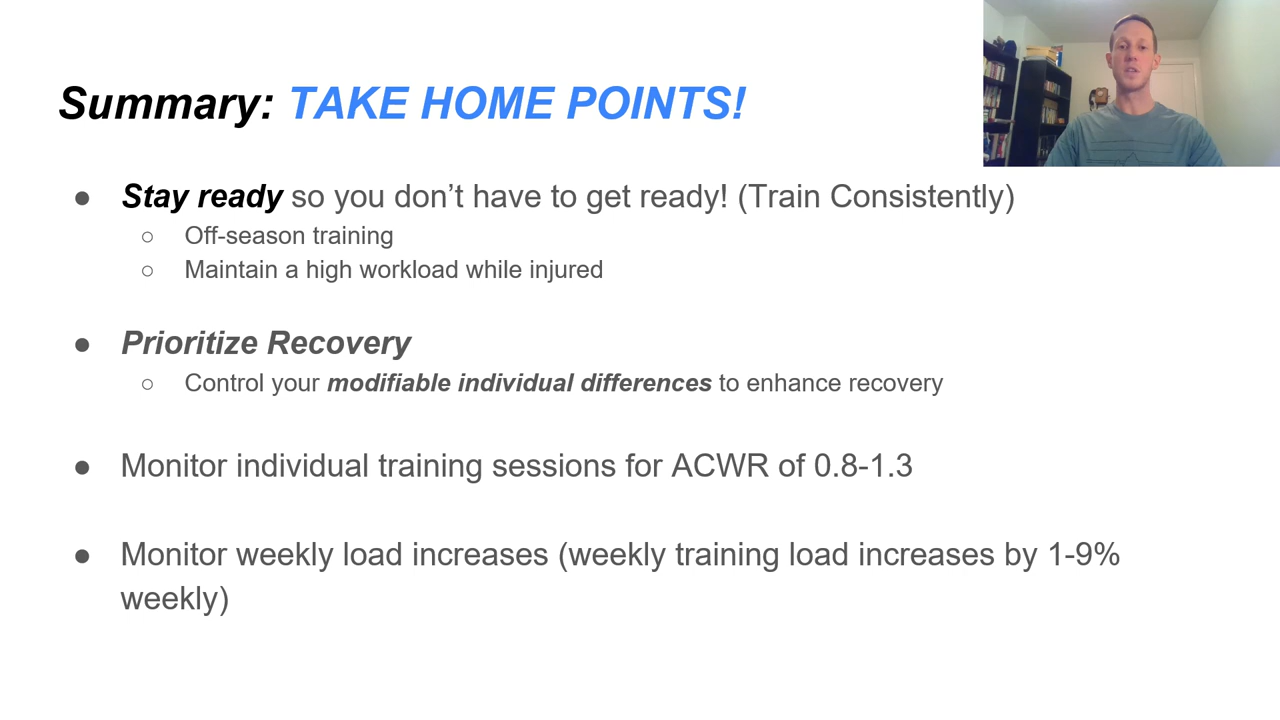 Summary: TAKE HOME POINTS!
● Stay ready so you don’t have to get ready! (Train Consistently)
○ Off-season training
○ Maintain a high workload while injured
● Prioritize Recovery
○ Control your modifiable individual differences to enhance recovery
● Monitor individual training sessions for ACWR of 0.8-1.3
● Monitor weekly load increases (weekly training load increases by 1-9%
weekly)